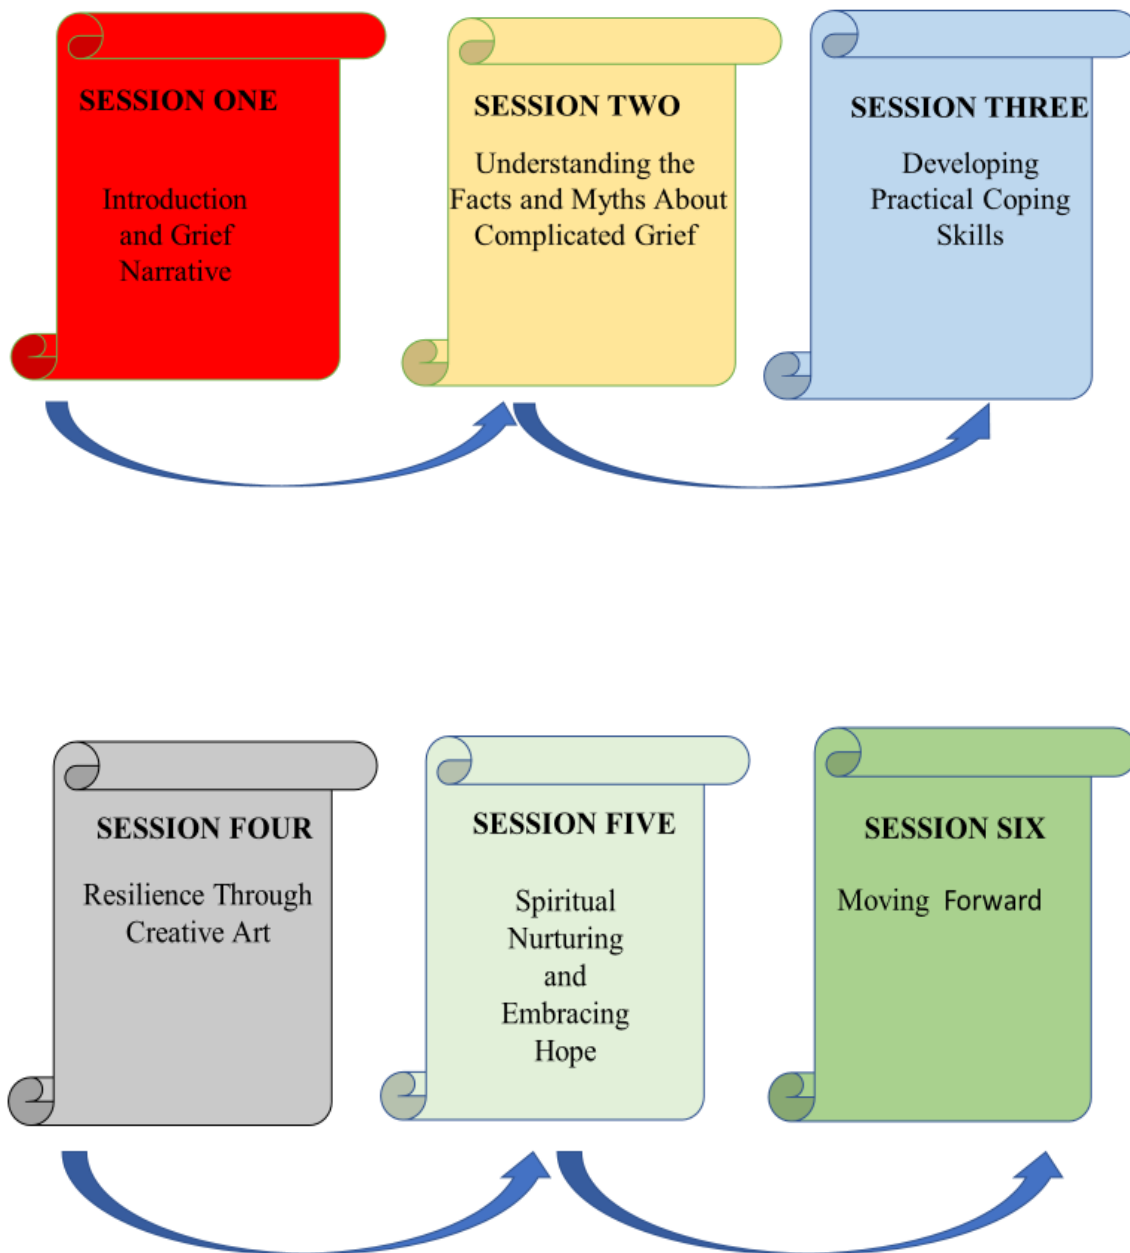 SESSION ONE
Introduction
and Grief
Narrative
SESSION TWO
Understanding the
Facts and Myths About
Complicated Grief
SESSION THREE
Developing
Practical Coping
Skills
SESSION FOUR
Resilience Through
Creative Art
SESSION FIVE
Spiritual
Nurturing
and
Embracing
Hope
SESSION SIX
Moving Forward